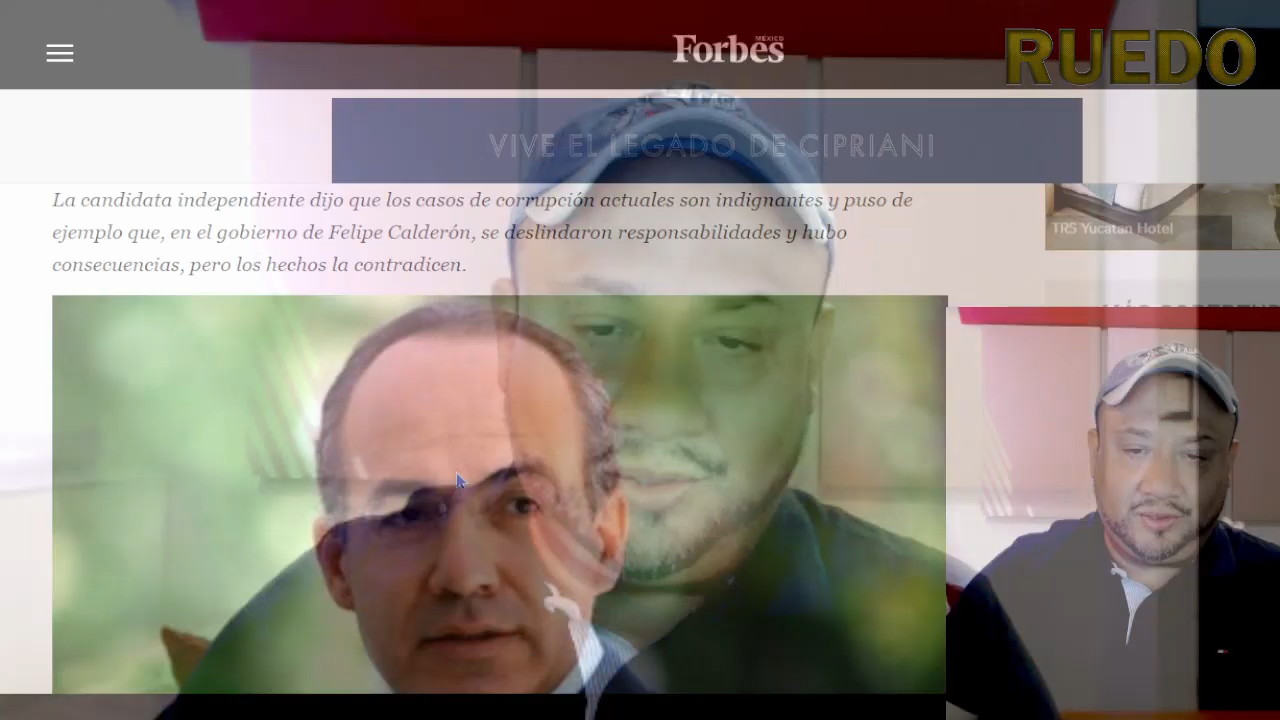 Forbes
MÉXICO
RUEDO
VIVE EL LEGADO DE CIPRIANI
La candidata independiente dijo que los casos de corrupción actuales son indignantes y puso de
ejemplo que, en el gobierno de Felipe Calderón, se deslindaron responsabilidades y hubo
consecuencias, pero los hechos la contradicen.
TRS Yucatan Hotel